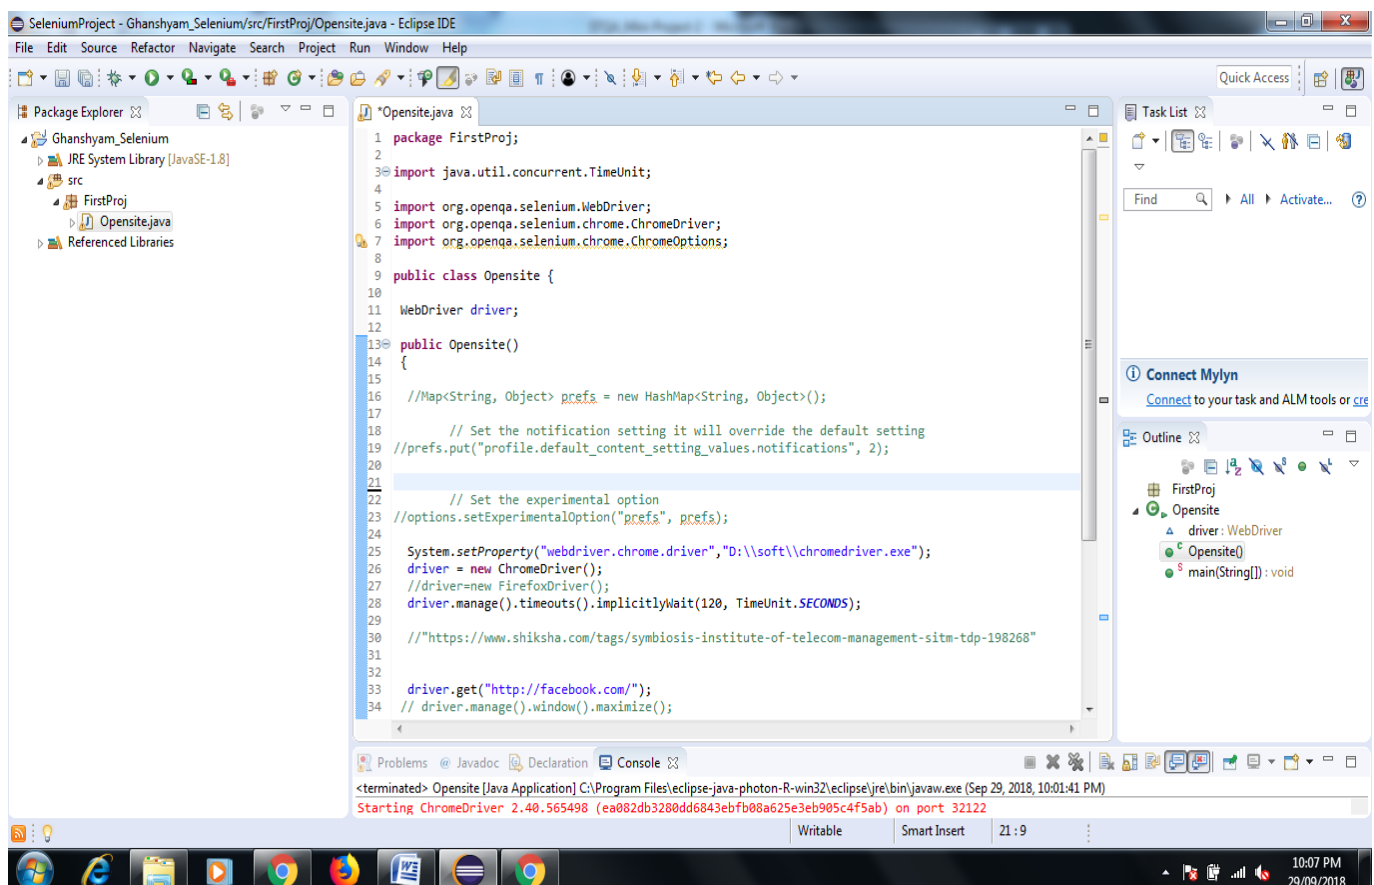 SeleniumProject - Ghanshyam_Selenium/src/FirstProj/Opensite.java - Eclipse IDE
File Edit Source Refactor Navigate Search Project Run Window Help
Quick Access
Package Explorer
Ghanshyam_Selenium
JRE System Library [JavaSE-1.8]
src
FirstProj
Opensite.java
Referenced Libraries
*Opensite.java
1 package FirstProj;
2
3 import java.util.concurrent.TimeUnit;
4
5 import org.openqa.selenium.WebDriver;
6 import org.openqa.selenium.chrome.ChromeDriver;
7 import org.openqa.selenium.chrome.ChromeOptions;
8
9 public class Opensite {
10
11 WebDriver driver;
12
13 public Opensite()
14 {
15
16 //Map<String, Object> prefs = new HashMap<String, Object>();
17
18 // Set the notification setting it will override the default setting
19 //prefs.put("profile.default_content_setting_values.notifications", 2);
20
21
22 // Set the experimental option
23 //options.setExperimentalOption("prefs", prefs);
24
25 System.setProperty("webdriver.chrome.driver","D:\\soft\\chromedriver.exe");
26 driver = new ChromeDriver();
27 //driver=new FirefoxDriver();
28 driver.manage().timeouts().implicitlyWait(120, TimeUnit.SECONDS);
29
30 //"https://www.shiksha.com/tags/symbiosis-institute-of-telecom-management-sitm-tdp-198268"
31
32
33 driver.get("http://facebook.com/");
34 // driver.manage().window().maximize();
Task List
Find All Activate...
Connect Mylyn
Connect to your task and ALM tools or cre
Outline
FirstProj
Opensite
driver : WebDriver
Opensite()
main(String[]) : void
Problems @ Javadoc Declaration Console
<terminated> Opensite [Java Application] C:\Program Files\eclipse-java-photon-R-win32\eclipse\jre\bin\javaw.exe (Sep 29, 2018, 10:01:41 PM)
Starting ChromeDriver 2.40.565498 (ea082db3280dd6843ebfb08a625e3eb905c4f5ab) on port 32122
Writable Smart Insert 21 : 9
10:07 PM
29/09/2018